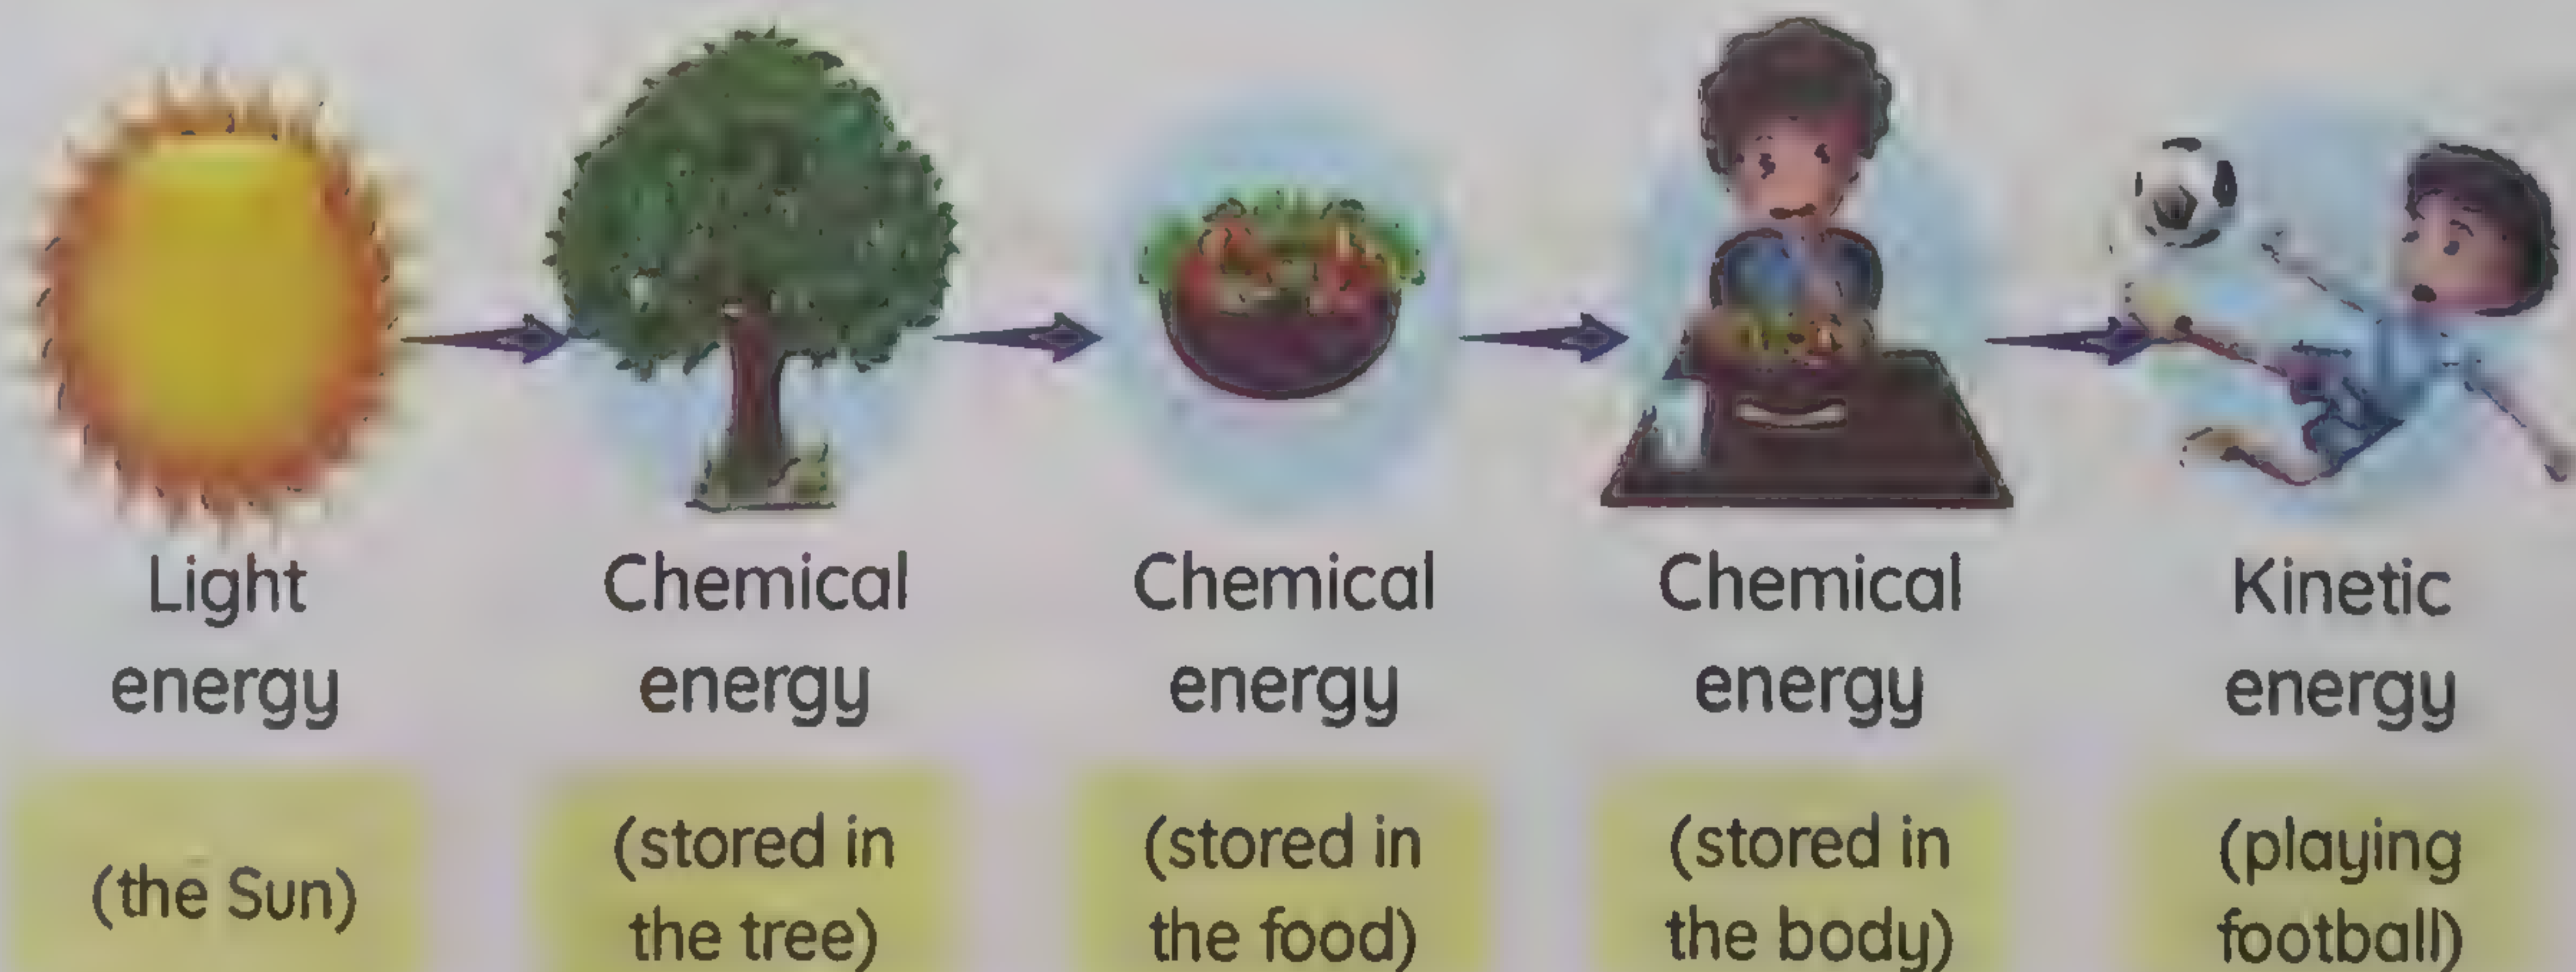 Light
energy
(the Sun)
Chemical
energy
(stored in
the tree)
Chemical
energy
(stored in
the food)
Chemical
energy
(stored in
the body)
Kinetic
energy
(playing
football)